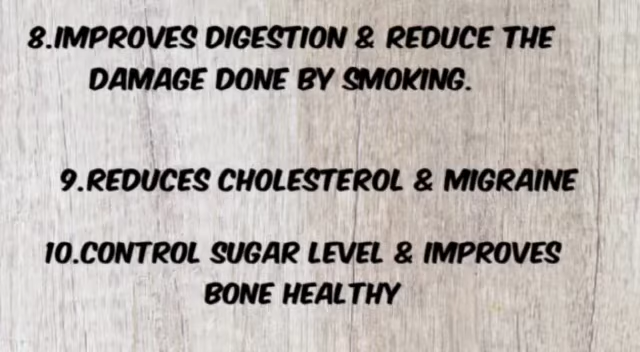 8.IMPROVES DIGESTION & REDUCE THE
DAMAGE DONE BY SMOKING.
9.REDUCES CHOLESTEROL & MIGRAINE
10.CONTROL SUGAR LEVEL & IMPROVES
BONE HEALTHY